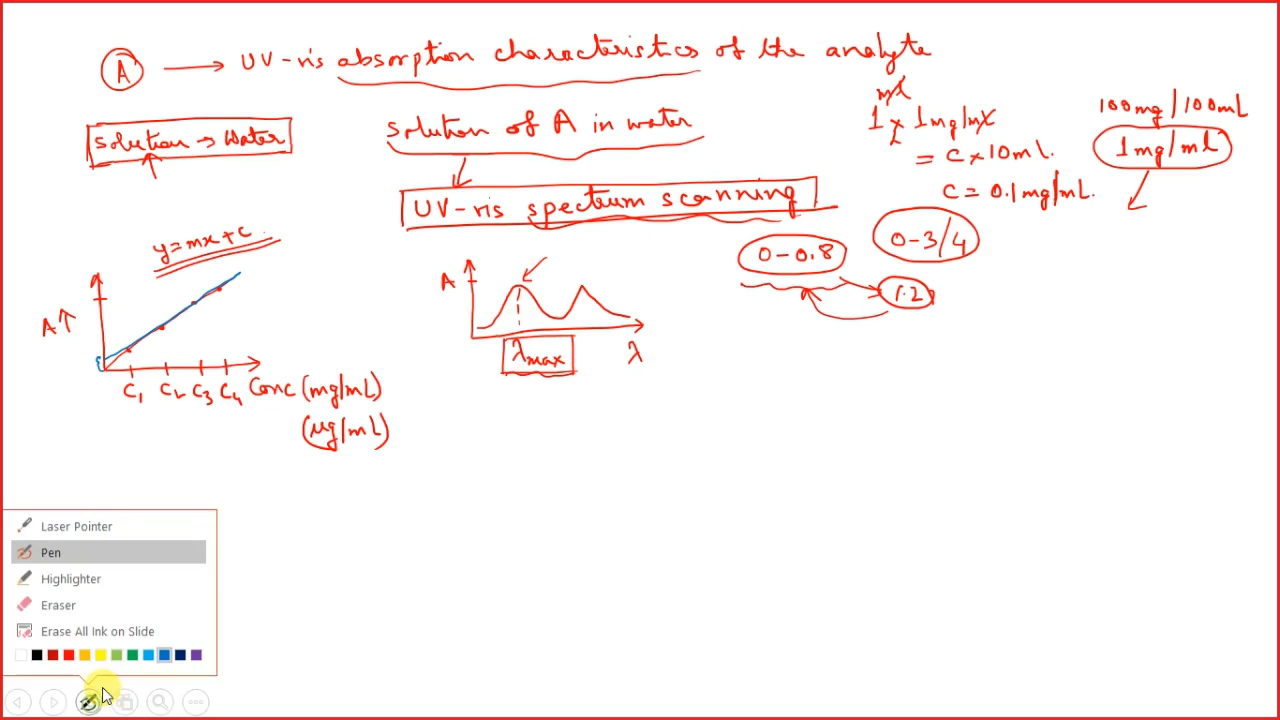 A → UV-vis absorption characteristics of the analyte
Solution → Water
Solution of A in water
UV-vis spectrum scanning
1 ml x 1mg/mL
= C x 10mL.
C = 0.1mg/mL.
100mg/100mL
1mg/mL
0-0.8
0-3/4
1.2
y=mx+c
A↑
C1 C2 C3 C4 Conc (mg/mL)
(μg/mL)
A
λmax
λ
Laser Pointer
Pen
Highlighter
Eraser
Erase All Ink on Slide